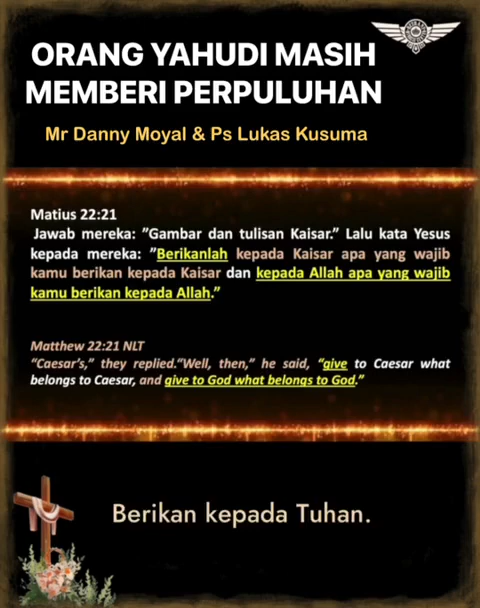 ORANG YAHUDI MASIH
MEMBERI PERPULUHAN
Mr Danny Moyal & Ps Lukas Kusuma
Matius 22:21
Jawab mereka: ”Gambar dan tulisan Kaisar.” Lalu kata Yesus
kepada mereka: ”Berikanlah kepada Kaisar apa yang wajib
kamu berikan kepada Kaisar dan kepada Allah apa yang wajib
kamu berikan kepada Allah.”
Matthew 22:21 NLT
“Caesar’s,” they replied.“Well, then,” he said, “give to Caesar what
belongs to Caesar, and give to God what belongs to God.”
Berikan kepada Tuhan.